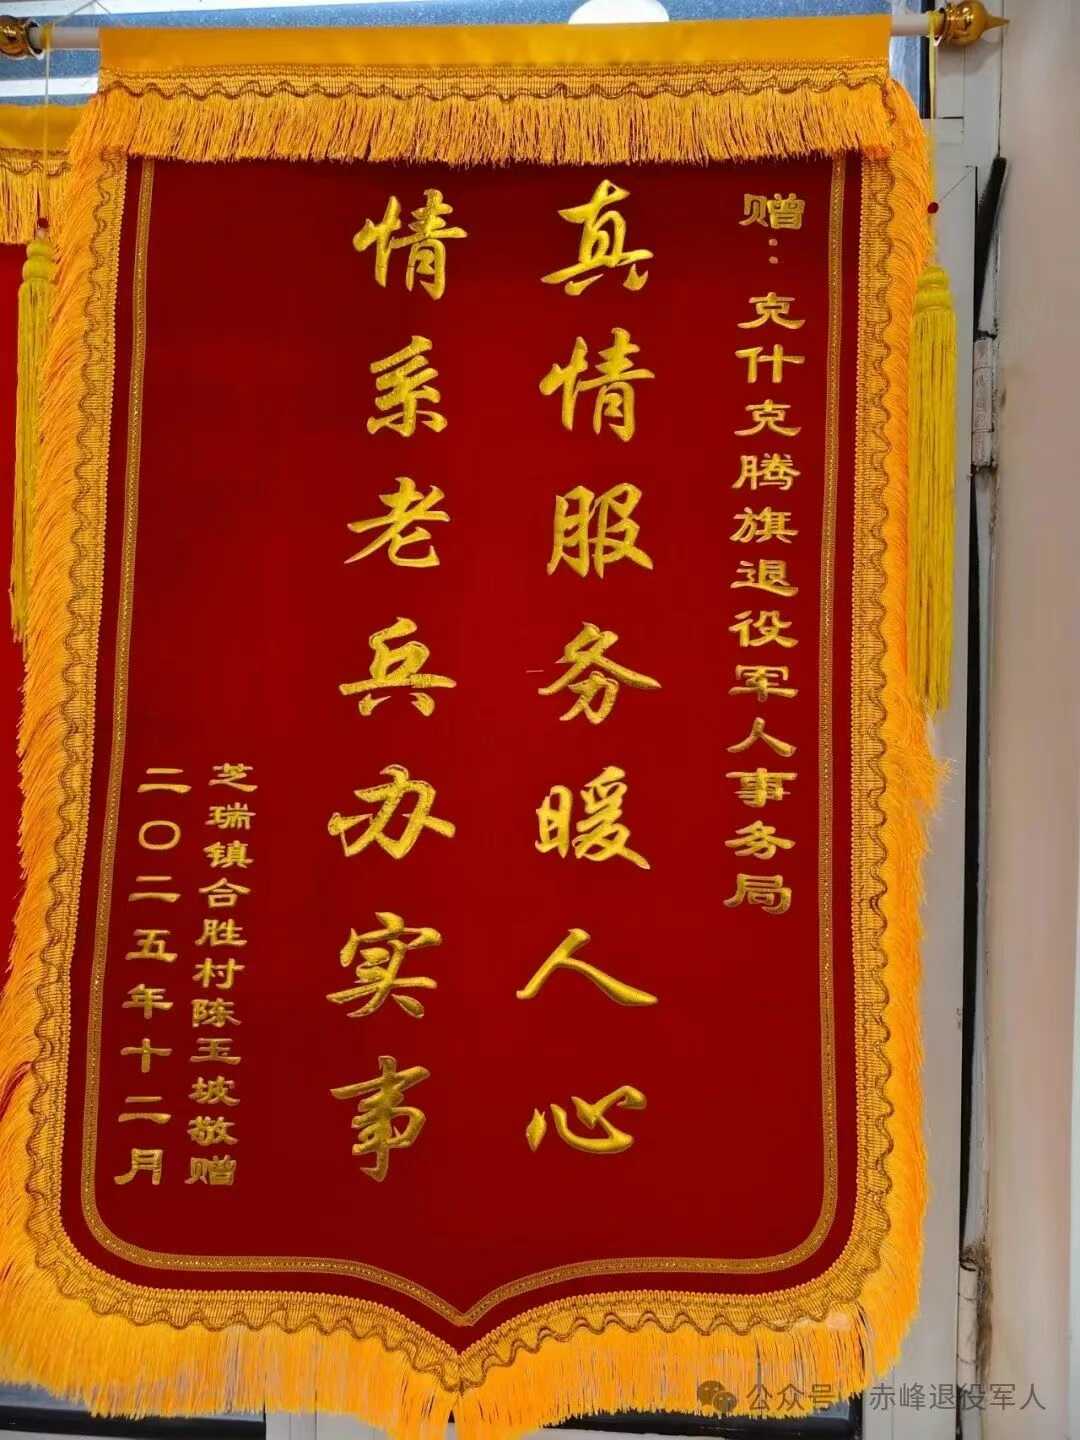 赠：克什克腾旗退役军人事务局
真情服务暖人心
情系老兵办实事
芝瑞镇合胜村陈玉坡敬赠
二〇二五年十二月
公众号 赤峰退役军人